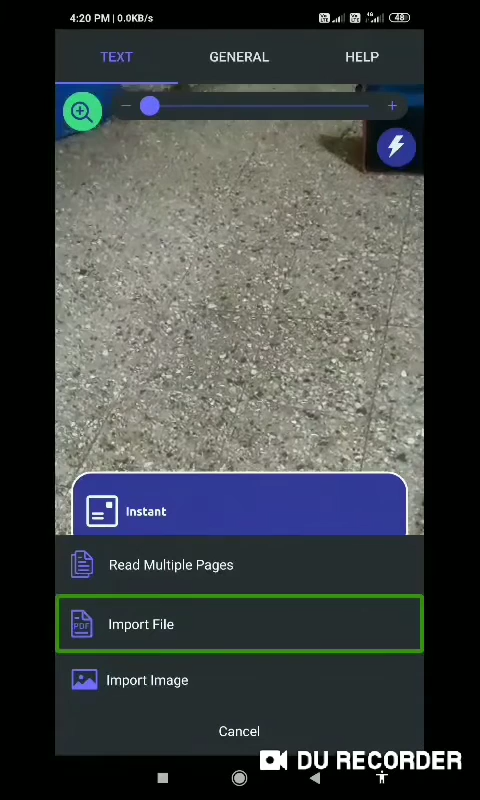 4:20 PM | 0.0KB/s
48
TEXT GENERAL HELP
Instant
Read Multiple Pages
PDF
Import File
Import Image
Cancel
DU RECORDER